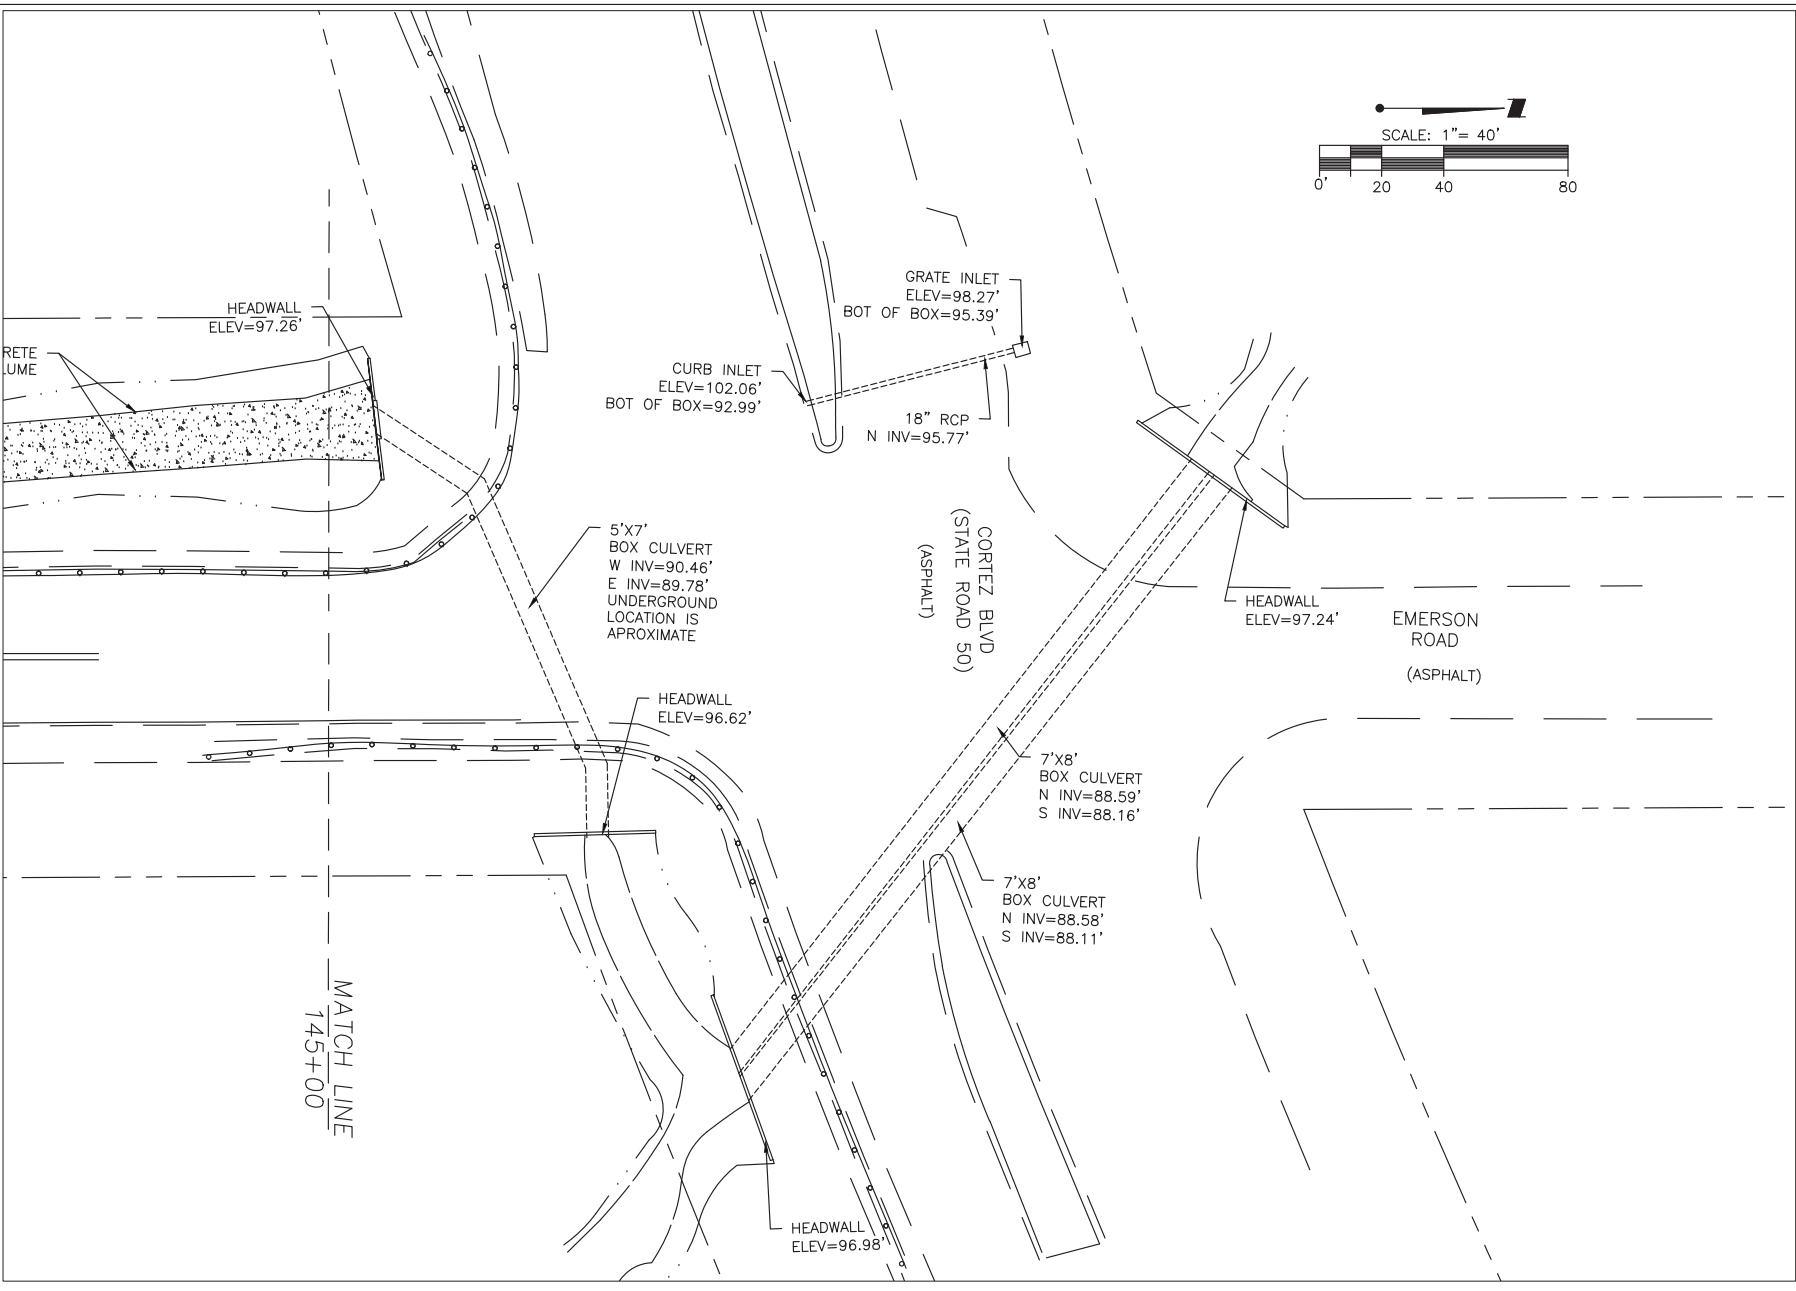 SCALE: 1"= 40'
0'
20
40
80
HEADWALL
ELEV=97.26'
RETE
LUME
GRATE INLET
ELEV=98.27'
BOT OF BOX=95.39'
CURB INLET
ELEV=102.06'
BOT OF BOX=92.99'
18" RCP
N INV=95.77'
5'X7'
BOX CULVERT
W INV=90.46'
E INV=89.78'
UNDERGROUND
LOCATION IS
APROXIMATE
CORTEZ BLVD
(STATE ROAD 50)
(ASPHALT)
HEADWALL
ELEV=97.24'
EMERSON
ROAD
(ASPHALT)
HEADWALL
ELEV=96.62'
7'X8'
BOX CULVERT
N INV=88.59'
S INV=88.16'
7'X8'
BOX CULVERT
N INV=88.58'
S INV=88.11'
MATCH LINE
145+00
HEADWALL
ELEV=96.98'